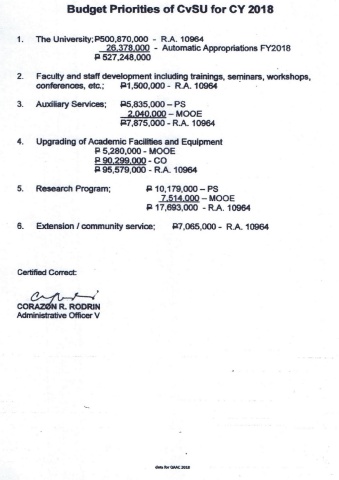 Budget Priorities of CvSU for CY 2018
1. The University;₱500,870,000 - R.A. 10964
26,378,000 - Automatic Appropriations FY2018
₱ 527,248,000
2. Faculty and staff development including trainings, seminars, workshops,
conferences, etc.; ₱1,500,000 - R.A. 10964
3. Auxiliary Services; ₱5,835,000 – PS
2,040,000 – MOOE
₱7,875,000 - R.A. 10964
4. Upgrading of Academic Facilities and Equipment
₱ 5,280,000 - MOOE
₱ 90,299,000 - CO
₱ 95,579,000 - R.A. 10964
5. Research Program; ₱ 10,179,000 – PS
7,514,000 – MOOE
₱ 17,693,000 - R.A. 10964
6. Extension / community service; ₱7,065,000 - R.A. 10964
Certified Correct:
CORAZON R. RODRIN
Administrative Officer V
data for QAAC 2018